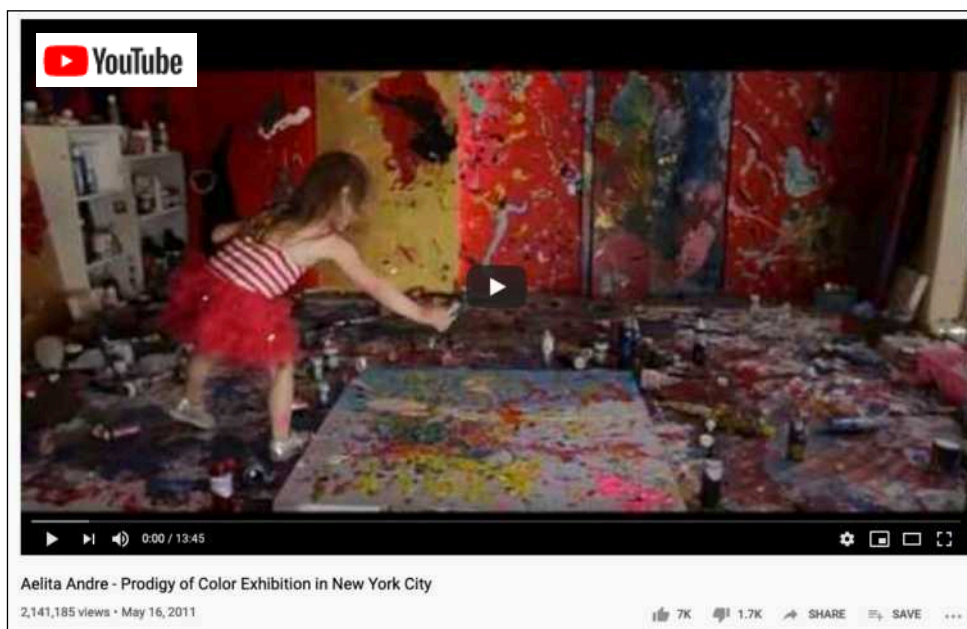 YouTube
0:00 / 13:45
Aelita Andre - Prodigy of Color Exhibition in New York City
2,141,185 views • May 16, 2011
7K 1.7K SHARE SAVE